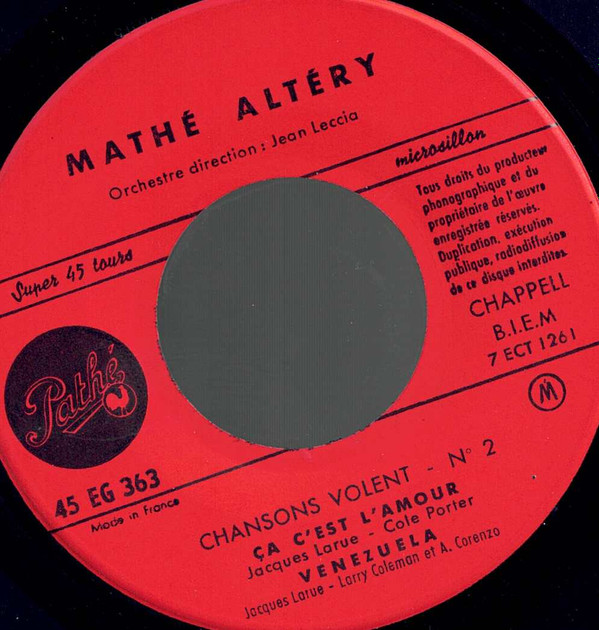 MATHÉ ALTÉRY
Orchestre direction : Jean Leccia
Super 45 tours
microsillon
Tous droits du producteur
phonographique et du
propriétaire de l'œuvre
enregistrée réservés.
Duplication, exécution
publique, radiodiffusion
de ce disque interdites.
CHAPPELL
B.I.E.M
7 ECT 1261
M
Pathé
45 EG 363
Made in France
CHANSONS VOLENT - N° 2
ÇA C'EST L'AMOUR
Jacques Larue - Cole Porter
VENEZUELA
Jacques Larue - Larry Coleman et A. Corenzo